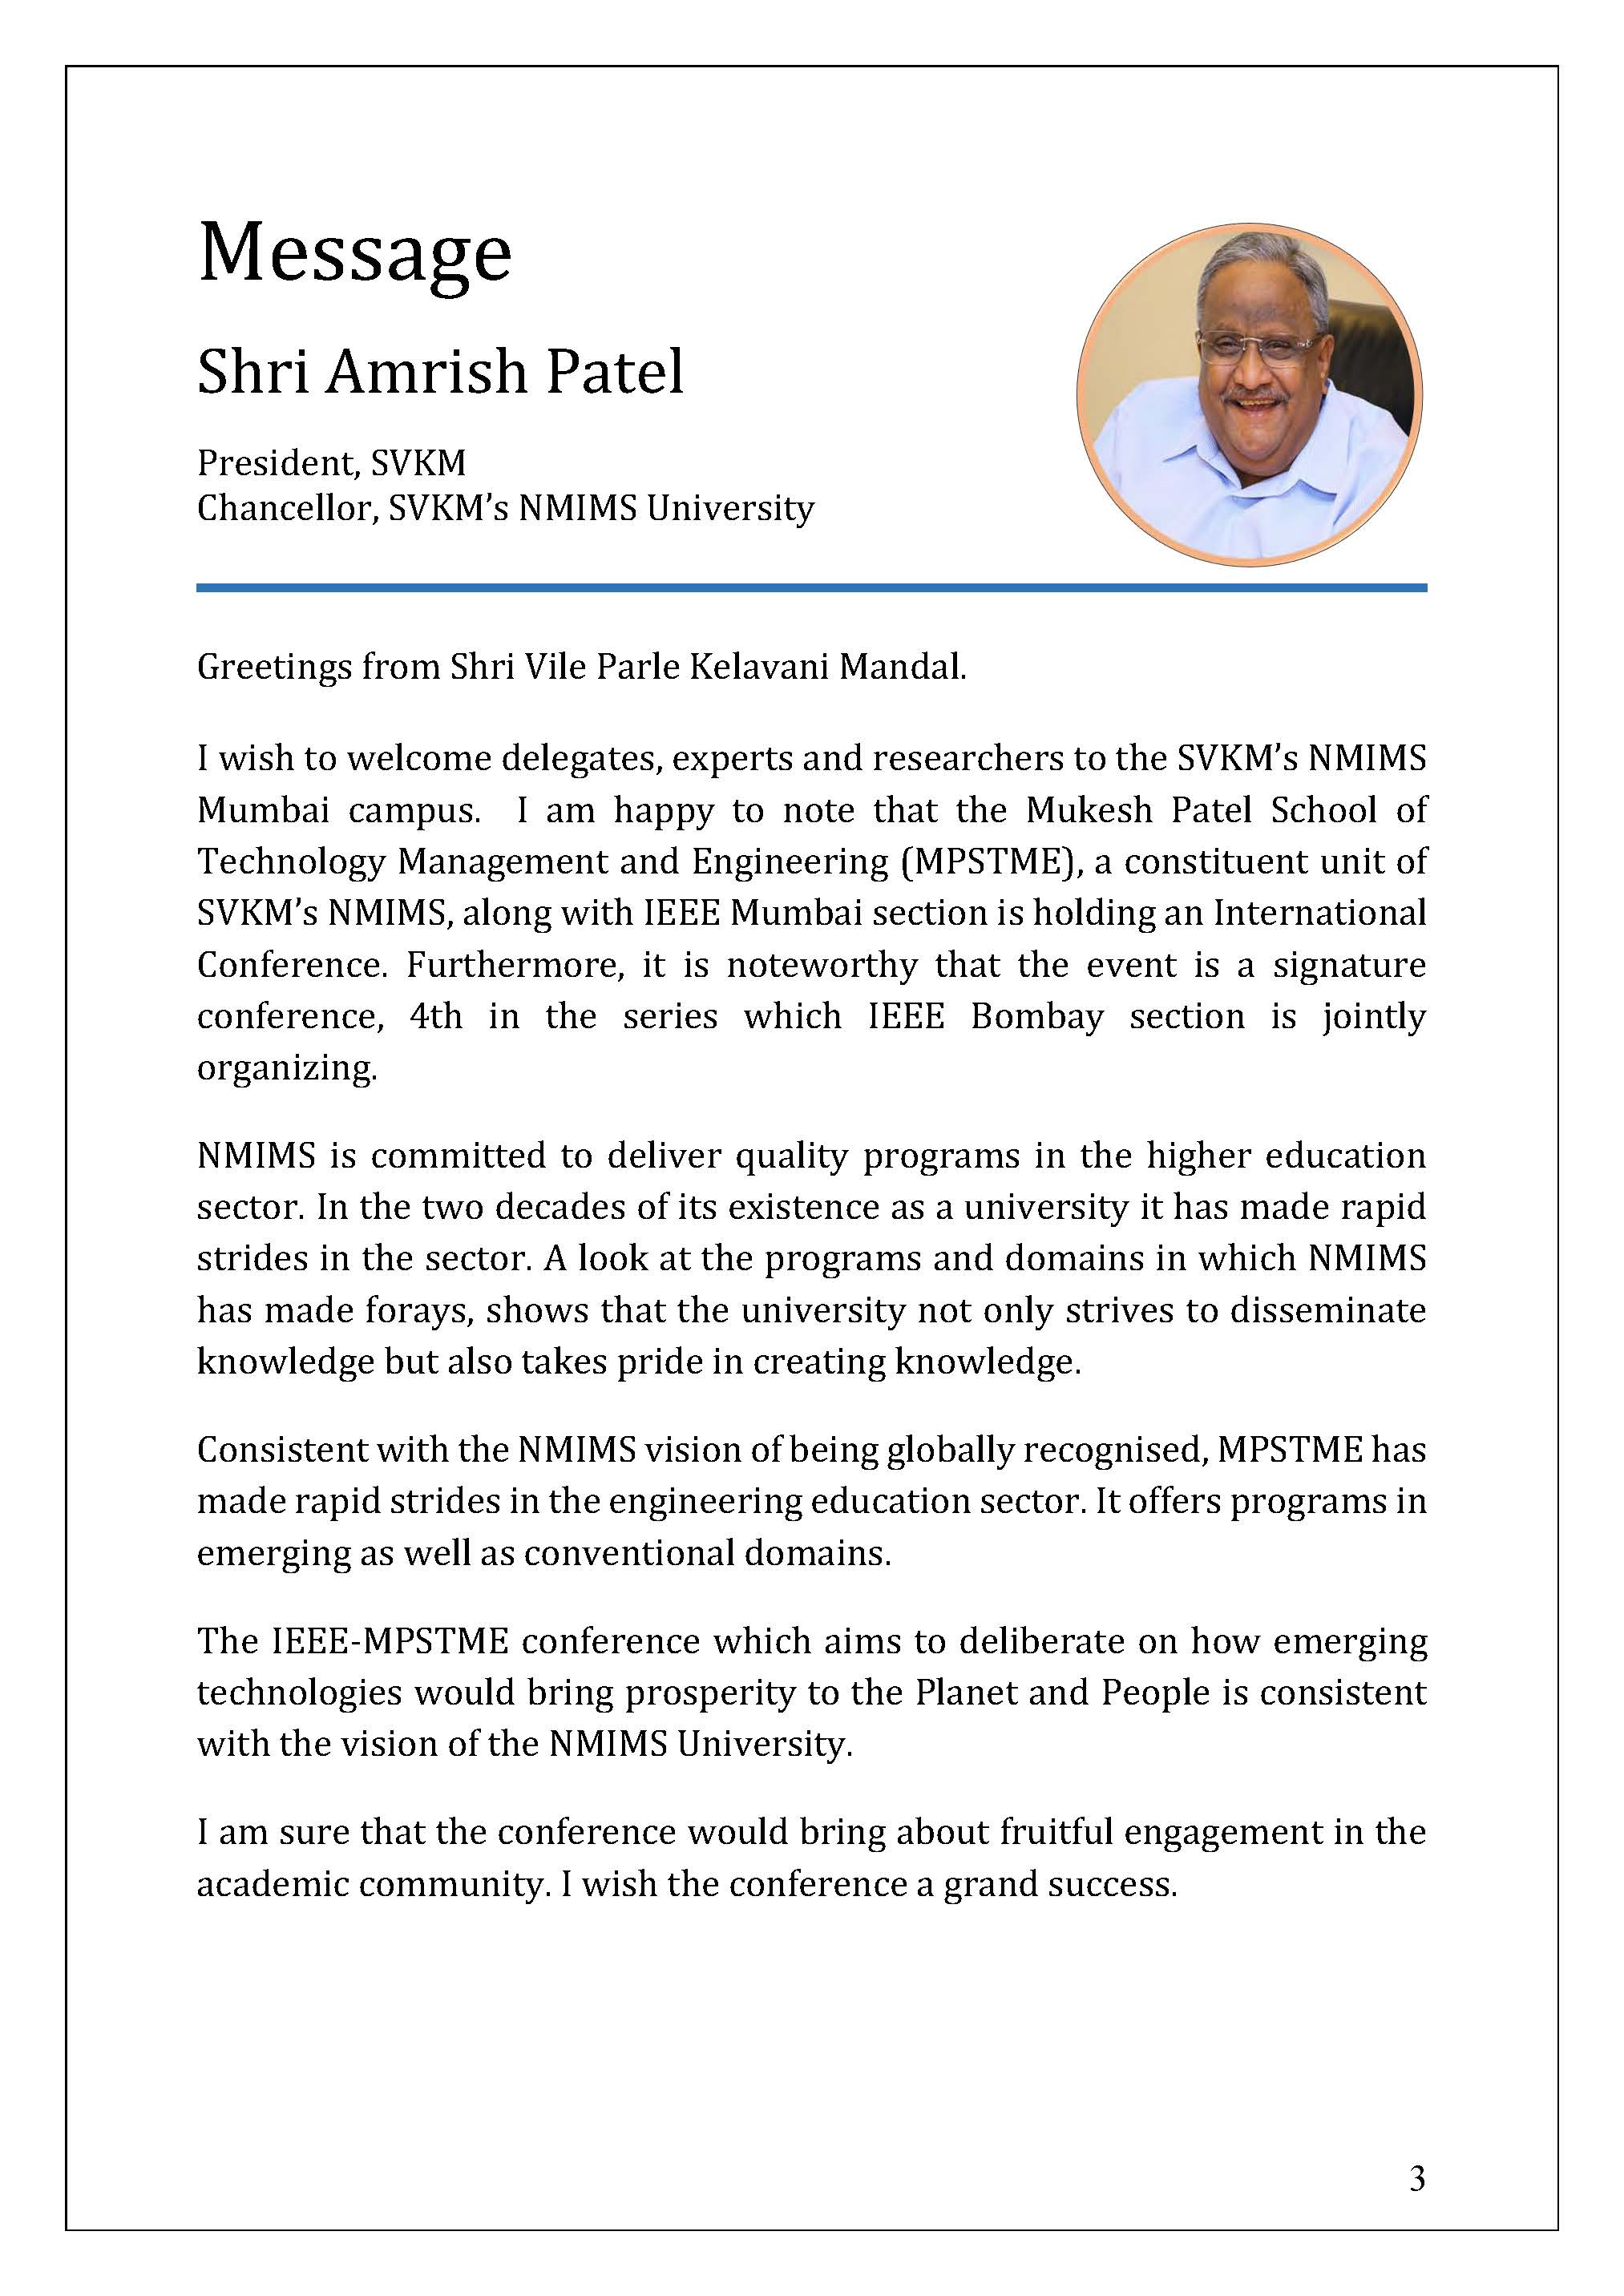 Message
Shri Amrish Patel
President, SVKM
Chancellor, SVKM’s NMIMS University
Greetings from Shri Vile Parle Kelavani Mandal.
I wish to welcome delegates, experts and researchers to the SVKM’s NMIMS
Mumbai campus. I am happy to note that the Mukesh Patel School of
Technology Management and Engineering (MPSTME), a constituent unit of
SVKM’s NMIMS, along with IEEE Mumbai section is holding an International
Conference. Furthermore, it is noteworthy that the event is a signature
conference, 4th in the series which IEEE Bombay section is jointly
organizing.
NMIMS is committed to deliver quality programs in the higher education
sector. In the two decades of its existence as a university it has made rapid
strides in the sector. A look at the programs and domains in which NMIMS
has made forays, shows that the university not only strives to disseminate
knowledge but also takes pride in creating knowledge.
Consistent with the NMIMS vision of being globally recognised, MPSTME has
made rapid strides in the engineering education sector. It offers programs in
emerging as well as conventional domains.
The IEEE-MPSTME conference which aims to deliberate on how emerging
technologies would bring prosperity to the Planet and People is consistent
with the vision of the NMIMS University.
I am sure that the conference would bring about fruitful engagement in the
academic community. I wish the conference a grand success.
3